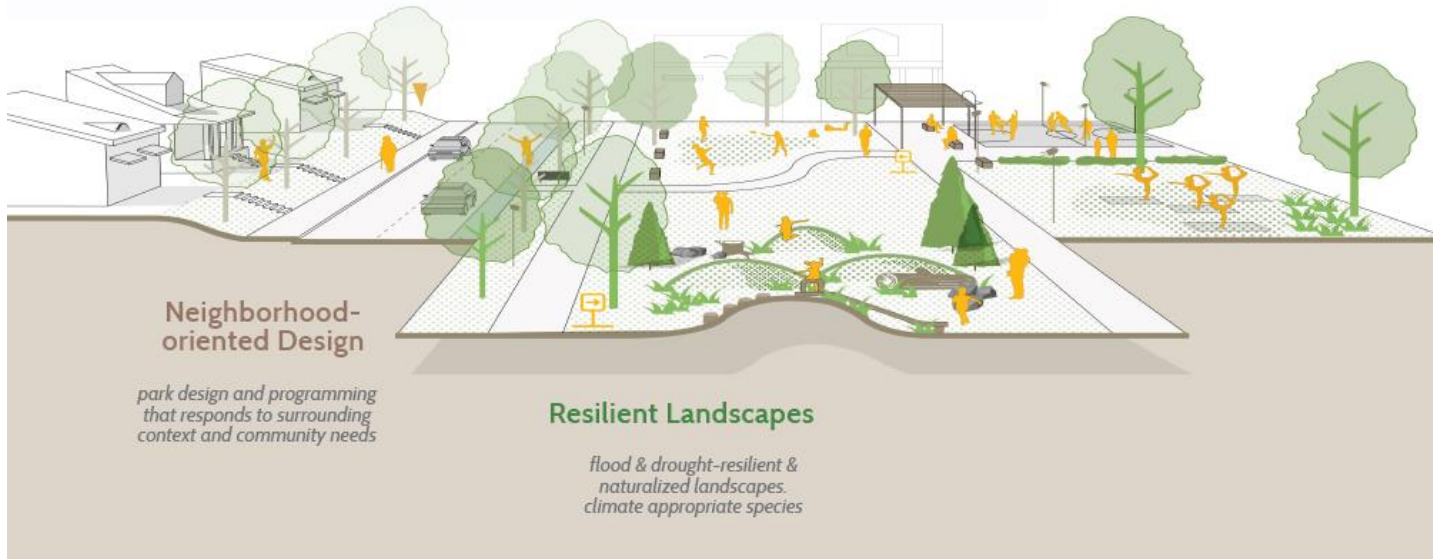 Neighborhood-
oriented Design
park design and programming
that responds to surrounding
context and community needs
Resilient Landscapes
flood & drought-resilient &
naturalized landscapes.
climate appropriate species